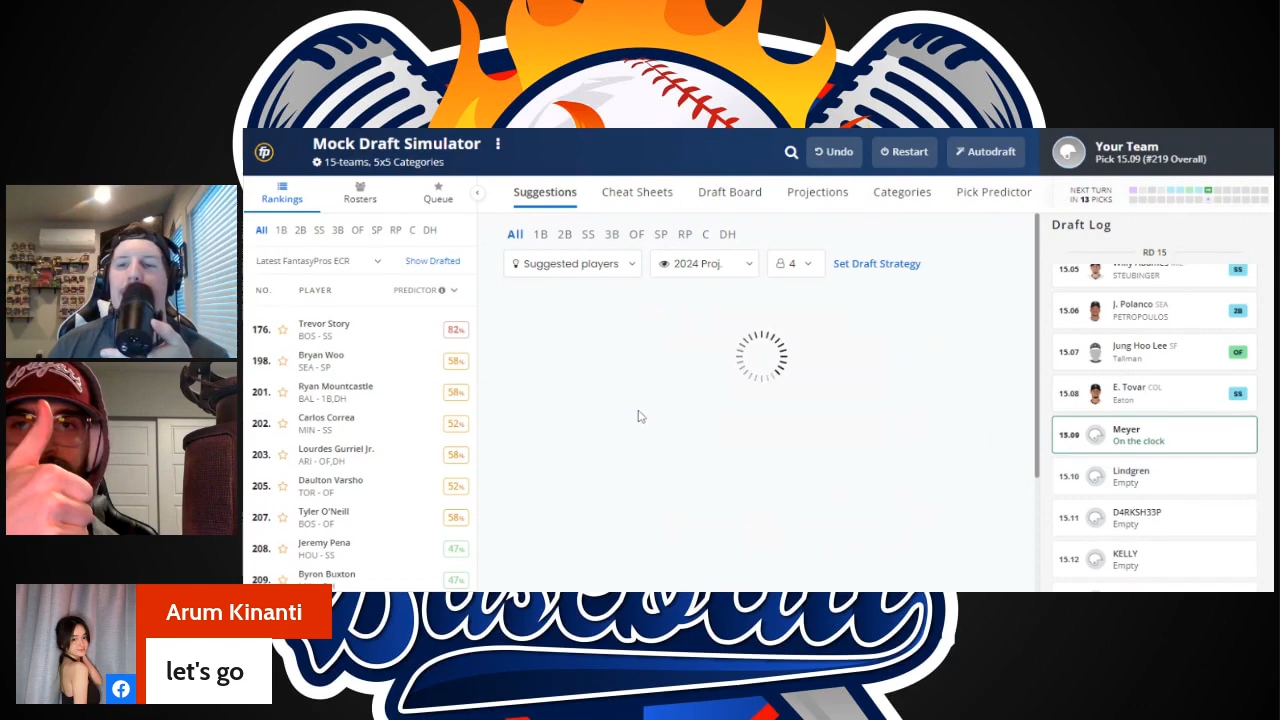 fp
Mock Draft Simulator
15-teams, 5x5 Categories
Undo
Restart
Autodraft
Your Team
Pick 15.09 (#219 Overall)
Rankings
Rosters
Queue
Suggestions
Cheat Sheets
Draft Board
Projections
Categories
Pick Predictor
NEXT TURN
IN 13 PICKS
All 1B 2B SS 3B OF SP RP C DH
Latest FantasyPros ECR
Show Drafted
NO. PLAYER PREDICTOR
176. Trevor Story 82%
BOS - SS
198. Bryan Woo 58%
SEA - SP
201. Ryan Mountcastle 58%
BAL - 1B,DH
202. Carlos Correa 52%
MIN - SS
203. Lourdes Gurriel Jr. 58%
ARI - OF,DH
205. Daulton Varsho 52%
TOR - OF
207. Tyler O'Neill 58%
BOS - OF
208. Jeremy Pena 47%
HOU - SS
209. Byron Buxton 47%
All 1B 2B SS 3B OF SP RP C DH
Suggested players
2024 Proj.
4
Set Draft Strategy
Draft Log
RD 15
15.05 STEUBINGER SS
15.06 J. Polanco SEA 2B
PETROPOULOS
15.07 Jung Hoo Lee SF OF
Tallman
15.08 E. Tovar COL SS
Eaton
15.09 Meyer
On the clock
15.10 Lindgren
Empty
15.11 D4RKSH33P
Empty
15.12 KELLY
Empty
Cougars
Baseball
Arum Kinanti
let's go